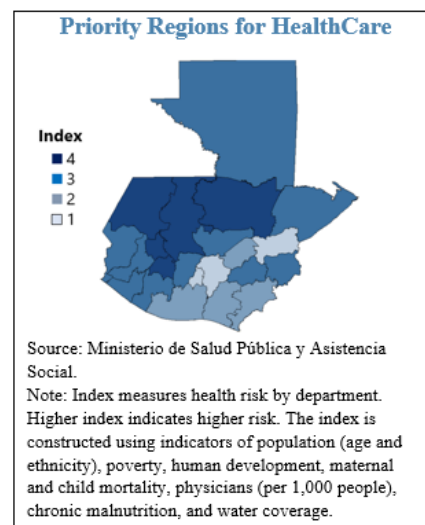 Priority Regions for HealthCare
Index
4
3
2
1
Source: Ministerio de Salud Pública y Asistencia
Social.
Note: Index measures health risk by department.
Higher index indicates higher risk. The index is
constructed using indicators of population (age and
ethnicity), poverty, human development, maternal
and child mortality, physicians (per 1,000 people),
chronic malnutrition, and water coverage.